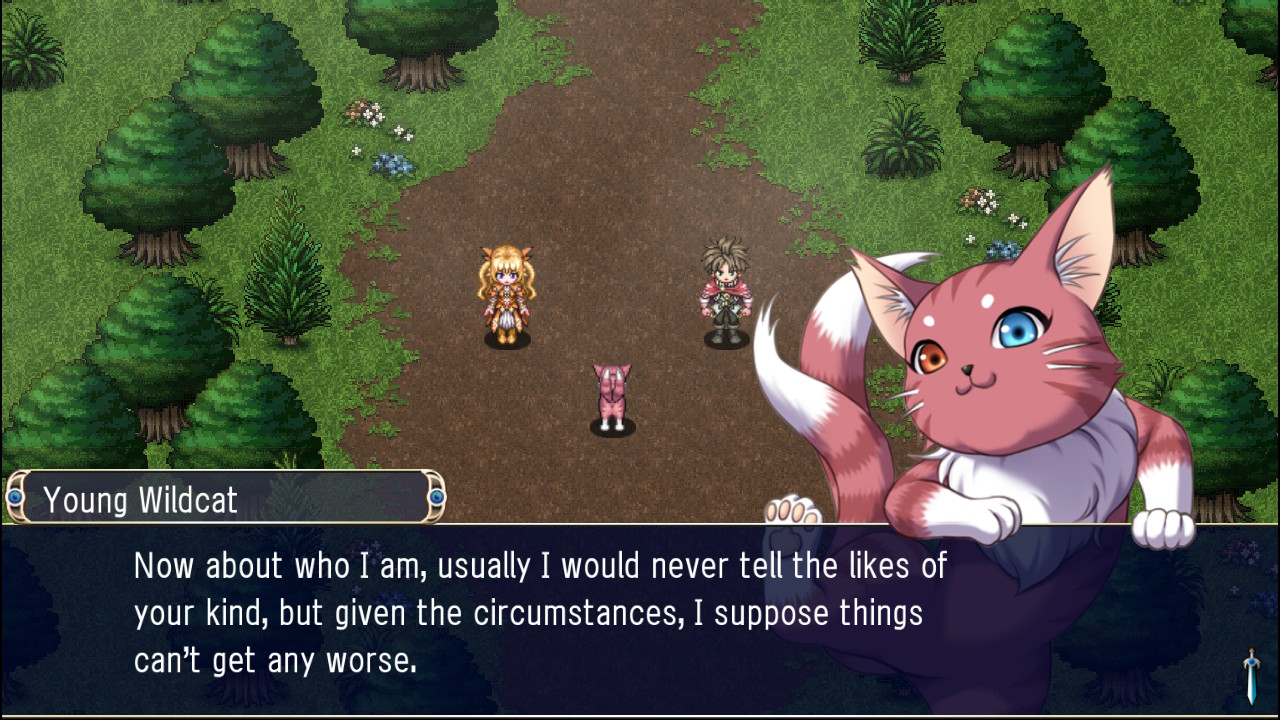 Young Wildcat
Now about who I am, usually I would never tell the likes of
your kind, but given the circumstances, I suppose things
can't get any worse.